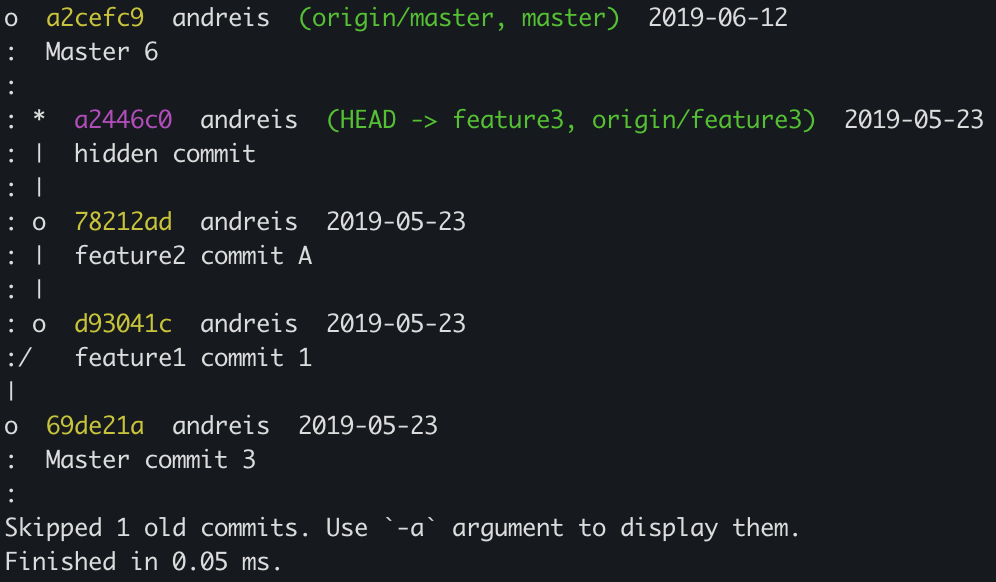 o  a2cefc9  andreis  (origin/master, master)  2019-06-12
:  Master 6
:
: *  a2446c0  andreis  (HEAD -> feature3, origin/feature3)  2019-05-23
: |  hidden commit
: |
: o  78212ad  andreis  2019-05-23
: |  feature2 commit A
: |
: o  d93041c  andreis  2019-05-23
:/   feature1 commit 1
|
o  69de21a  andreis  2019-05-23
:  Master commit 3
:
Skipped 1 old commits. Use `-a` argument to display them.
Finished in 0.05 ms.